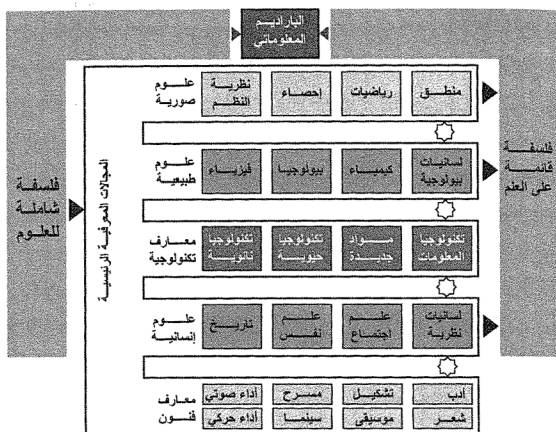 الباراديم
المعلوماتي
علوم
صورية
منطق
رياضيات
إحصاء
نظرية
النظم
علوم
طبيعية
لسانيات
بيولوجية
كيمياء
بيولوجيا
فيزياء
معارف
تكنولوجية
تكنولوجيا
المعلومات
مواد
جديدة
تكنولوجيا
حيوية
تكنولوجيا
نانوية
علوم
إنسانية
لسانيات
نظرية
علم
اجتماع
علم
نفس
تاريخ
معارف
فنون
أدب
تشكيل
مسرح
أداء صوتي
شعر
موسيقى
سينما
أداء حركي
فلسفة
قائمة
على العلم
المجالات المعرفية الرئيسية
فلسفة
شاملة
للعلوم